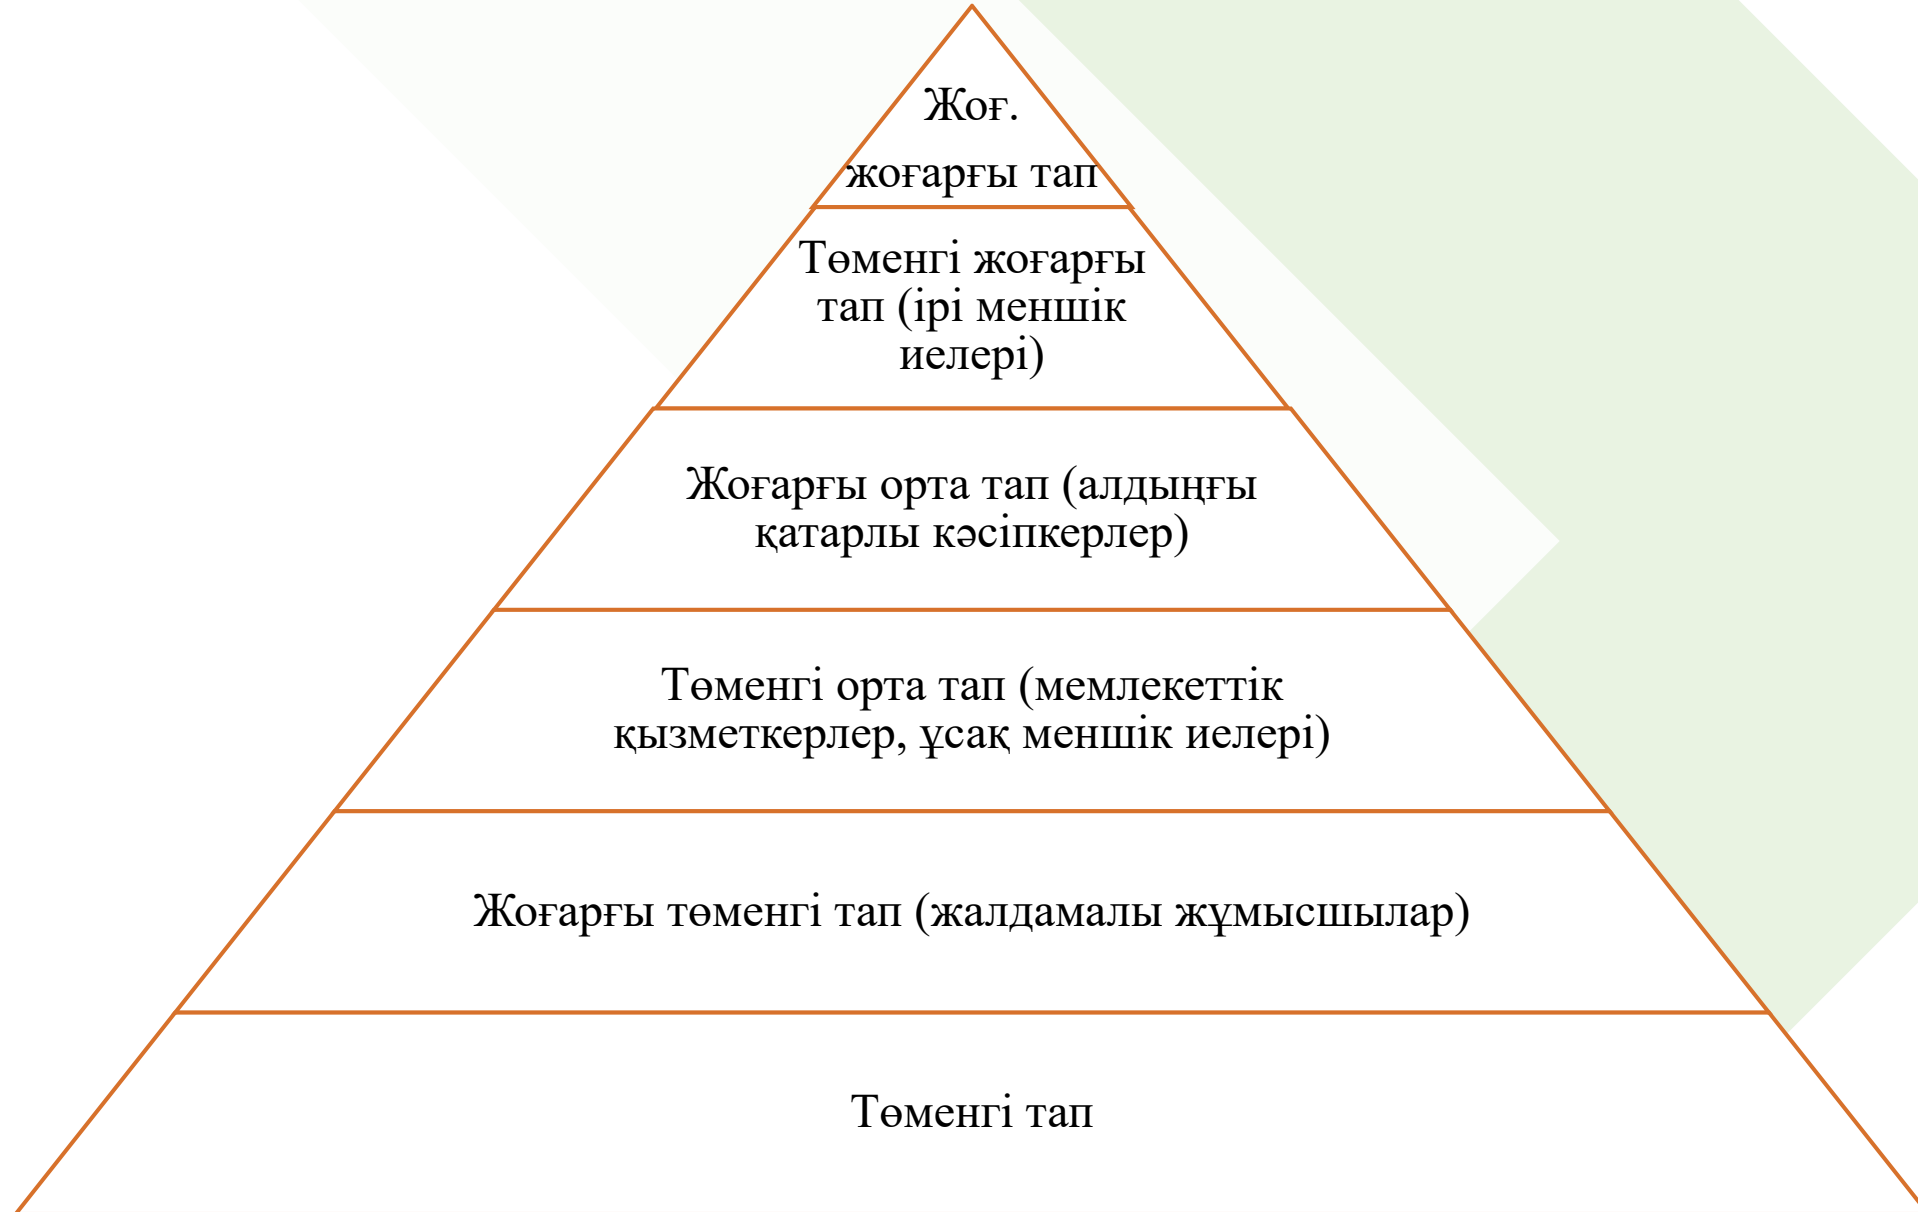 Жоғ.
жоғарғы тап
Төменгі жоғарғы
тап (ірі меншік
иелері)
Жоғарғы орта тап (алдыңғы
қатарлы кәсіпкерлер)
Төменгі орта тап (мемлекеттік
қызметкерлер, ұсақ меншік иелері)
Жоғарғы төменгі тап (жалдамалы жұмысшылар)
Төменгі тап